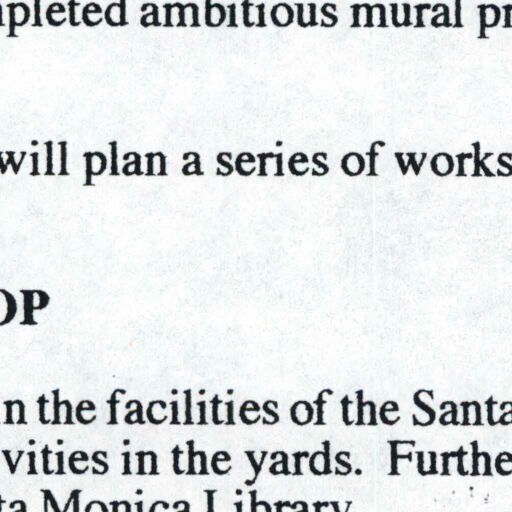 pleted ambitious mural pr
will plan a series of works
OP
in the facilities of the Santa
vities in the yards. Furthe
ta Monica Library